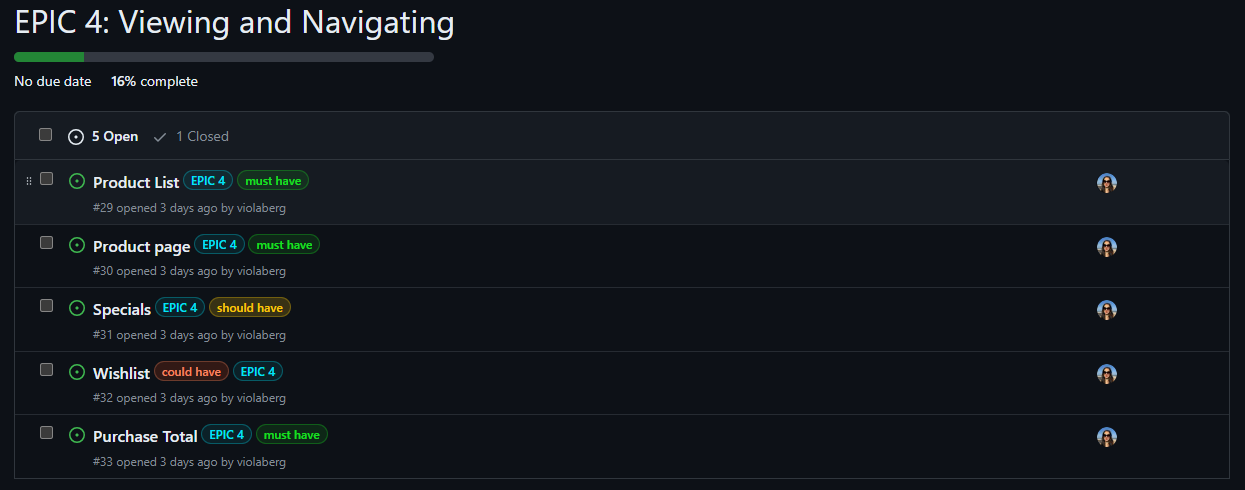 EPIC 4: Viewing and Navigating
No due date 16% complete
5 Open 1 Closed
Product List EPIC 4 must have
#29 opened 3 days ago by violaberg
Product page EPIC 4 must have
#30 opened 3 days ago by violaberg
Specials EPIC 4 should have
#31 opened 3 days ago by violaberg
Wishlist could have EPIC 4
#32 opened 3 days ago by violaberg
Purchase Total EPIC 4 must have
#33 opened 3 days ago by violaberg